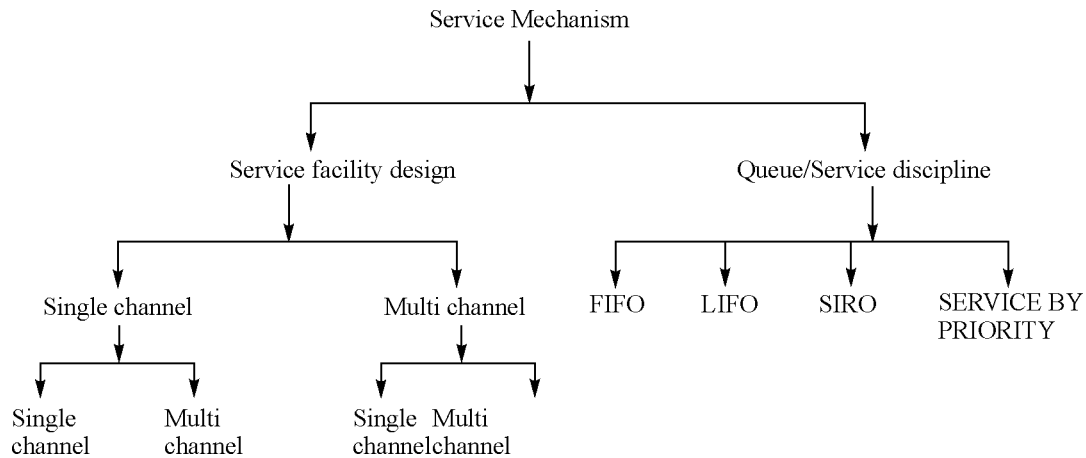 Service Mechanism
Service facility design
Queue/Service discipline
Single channel
Multi channel
FIFO
LIFO
SIRO
SERVICE BY
PRIORITY
Single
channel
Multi
channel
Single
channel
Multi
channel